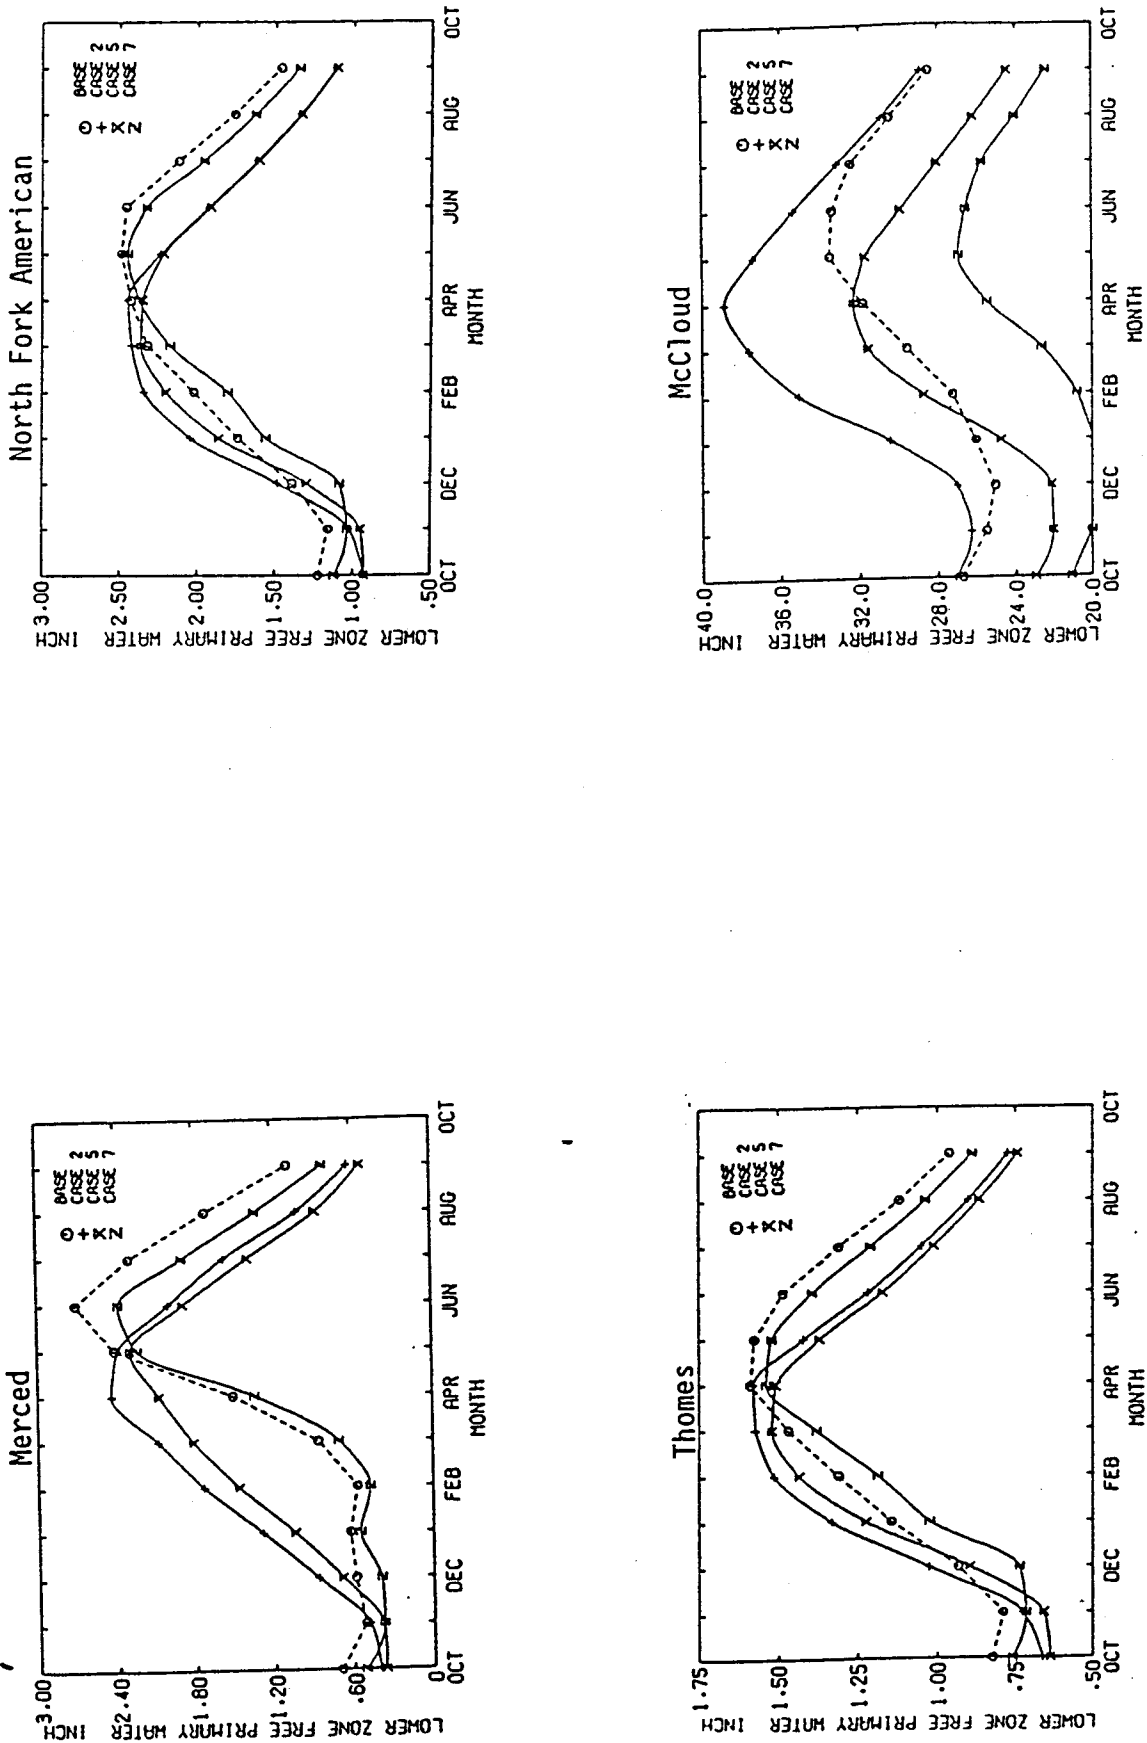 Merced
LOWER ZONE FREE PRIMARY WATER INCH
3.00
2.40
1.80
1.20
.60
0
O BASE
+ CASE 2
X CASE 5
Z CASE 7
OCT DEC FEB APR JUN AUG OCT
MONTH
North Fork American
LOWER ZONE FREE PRIMARY WATER INCH
3.00
2.50
2.00
1.50
1.00
.50
O BASE
+ CASE 2
X CASE 5
Z CASE 7
OCT DEC FEB APR JUN AUG OCT
MONTH
Thomes
LOWER ZONE FREE PRIMARY WATER INCH
1.75
1.50
1.25
1.00
.75
.50
O BASE
+ CASE 2
X CASE 5
Z CASE 7
OCT DEC FEB APR JUN AUG OCT
MONTH
McCloud
LOWER ZONE FREE PRIMARY WATER INCH
40.0
36.0
32.0
28.0
24.0
20.0
O BASE
+ CASE 2
X CASE 5
Z CASE 7
OCT DEC FEB APR JUN AUG OCT
MONTH